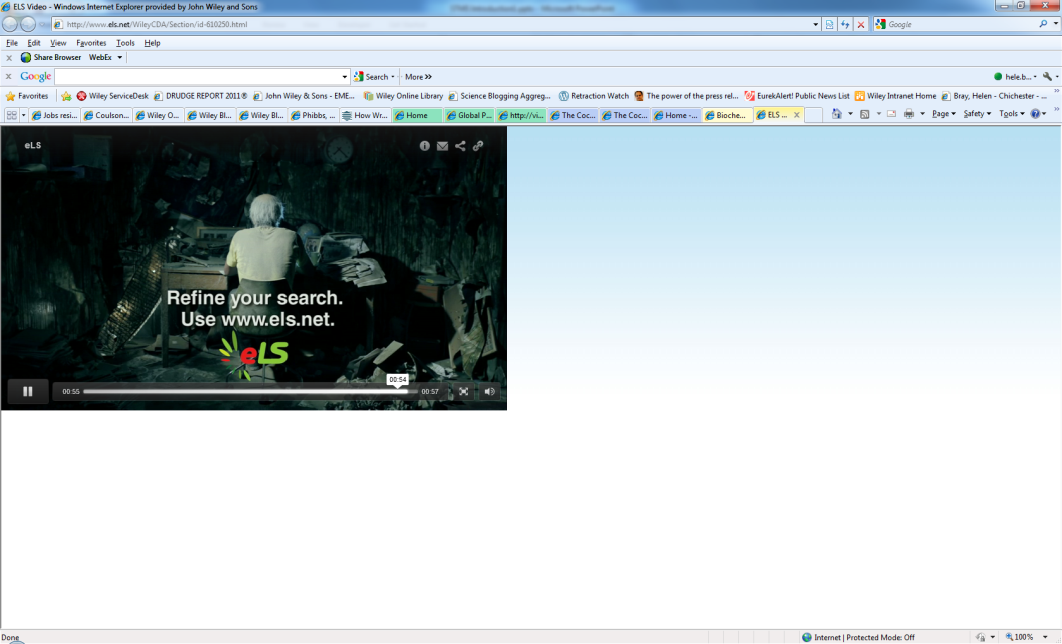 ELS Video - Windows Internet Explorer provided by John Wiley and Sons
http://www.els.net/WileyCDA/Section/id-610250.html
Google
File Edit View Favorites Tools Help
x Share Browser WebEx
x Google Search More >> hele.b...
Favorites Wiley ServiceDesk DRUDGE REPORT 2011® John Wiley & Sons - EME... Wiley Online Library Science Blogging Aggreg... Retraction Watch The power of the press rel... EurekAlert! Public News List Wiley Intranet Home Bray, Helen - Chichester - ...
Jobs resi... Coulson... Wiley O... Wiley Bl... Wiley Bl... Phibbs, ... How Wr... Home Global P... http://vi... The Coc... The Coc... Home -... Bioche... ELS ... x Page Safety Tools
eLS
Refine your search.
Use www.els.net.
eLS
00:54
00:55 00:57
Done Internet | Protected Mode: Off 100%